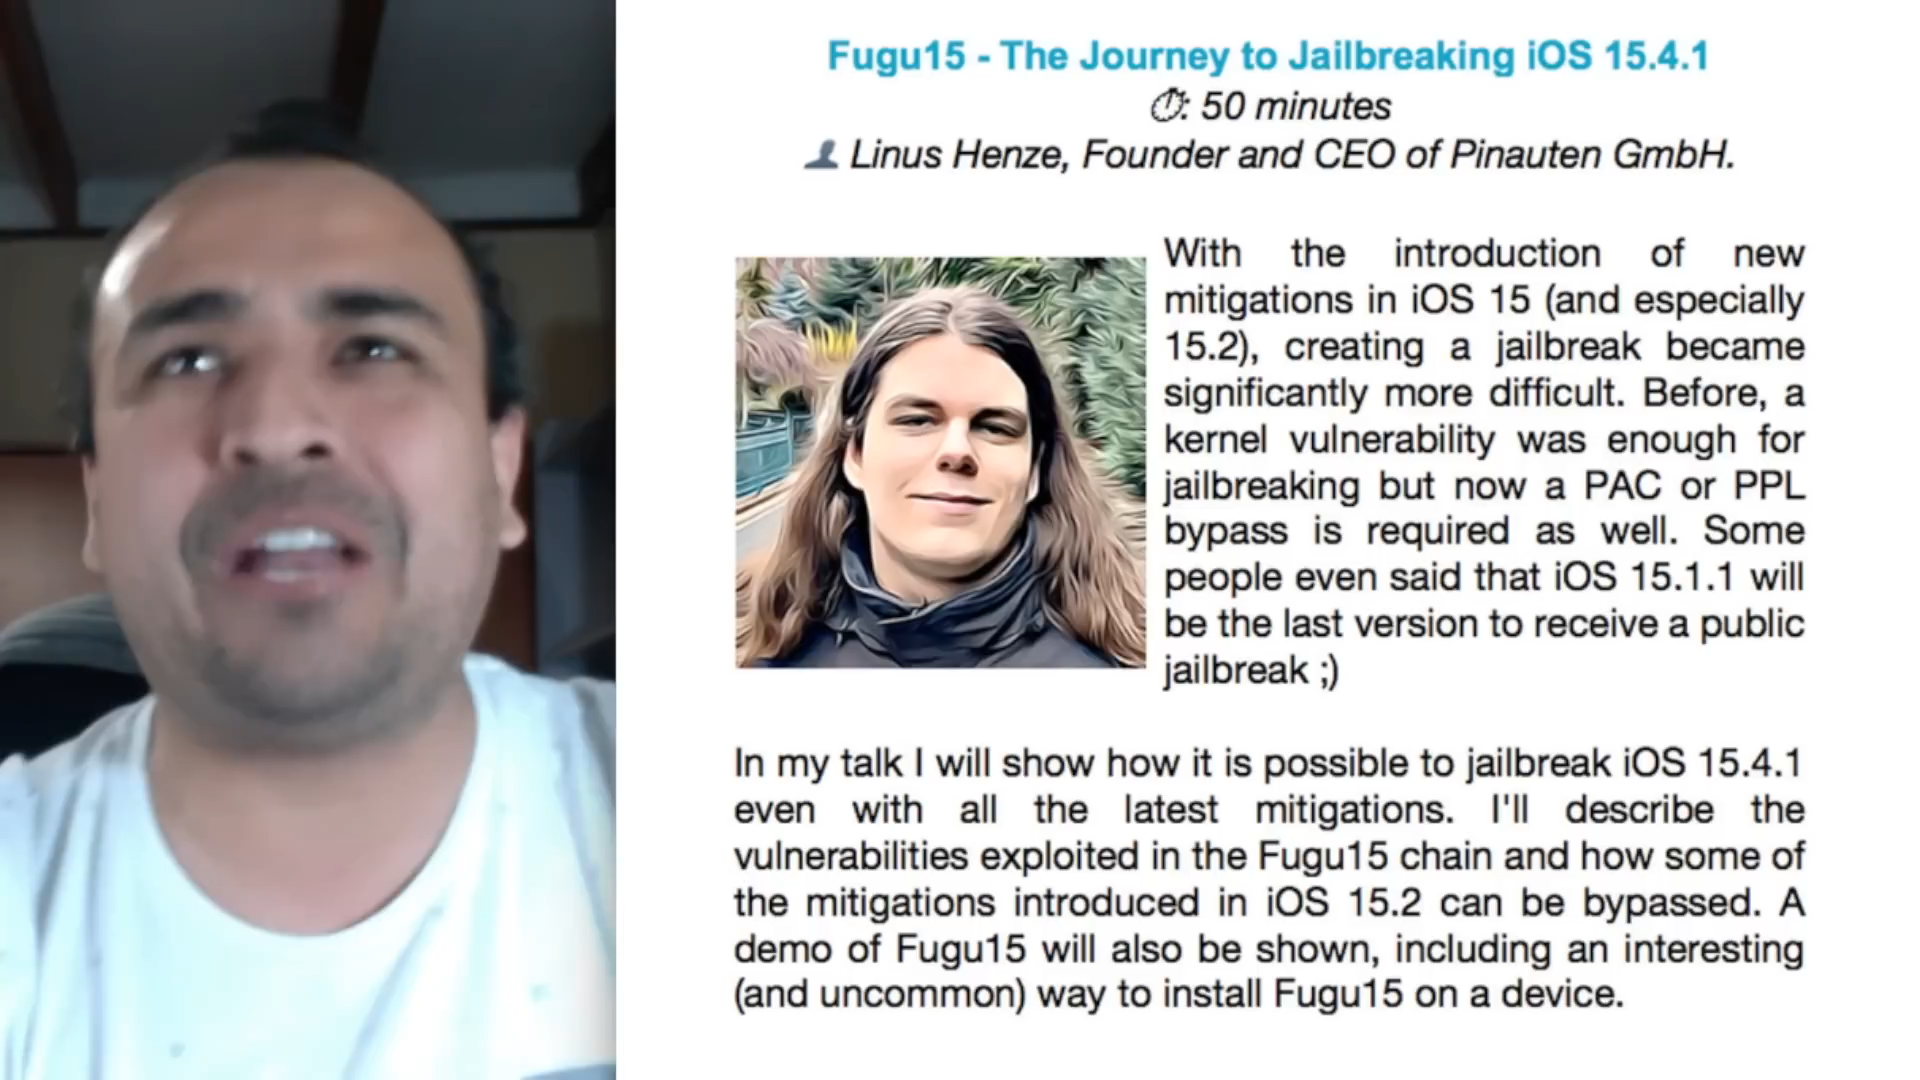 Fugu15 - The Journey to Jailbreaking iOS 15.4.1
⏱: 50 minutes
👤 Linus Henze, Founder and CEO of Pinauten GmbH.
With the introduction of new
mitigations in iOS 15 (and especially
15.2), creating a jailbreak became
significantly more difficult. Before, a
kernel vulnerability was enough for
jailbreaking but now a PAC or PPL
bypass is required as well. Some
people even said that iOS 15.1.1 will
be the last version to receive a public
jailbreak ;)
In my talk I will show how it is possible to jailbreak iOS 15.4.1
even with all the latest mitigations. I'll describe the
vulnerabilities exploited in the Fugu15 chain and how some of
the mitigations introduced in iOS 15.2 can be bypassed. A
demo of Fugu15 will also be shown, including an interesting
(and uncommon) way to install Fugu15 on a device.